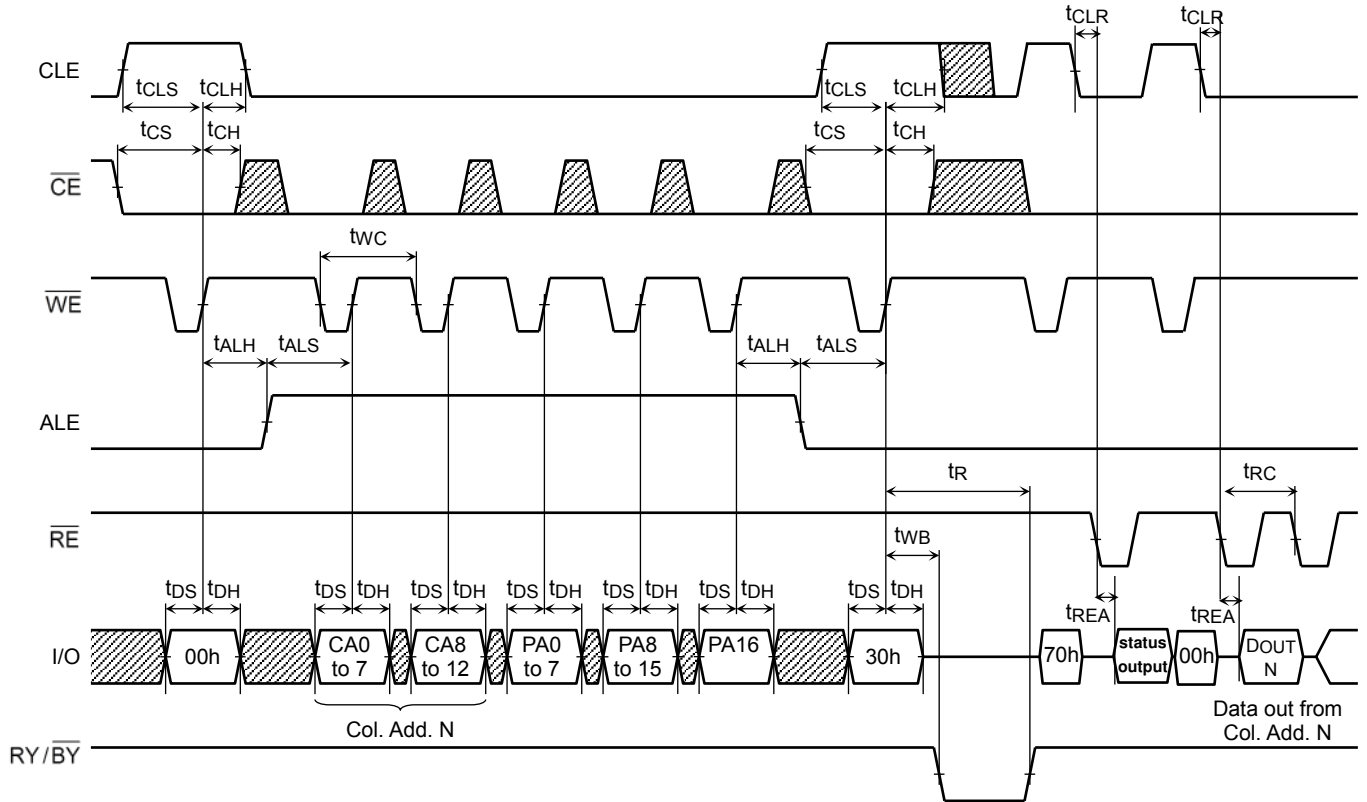 tCLR tCLR
CLE
tCLS tCLH tCLS tCLH
tCS tCH tCS tCH
CE
tWC
WE
tALH tALS tALH tALS
ALE
tR tRC
RE
tWB
tDS tDH tDS tDH tDS tDH tDS tDH tDS tDH tDS tDH tDS tDH
tREA tREA
I/O 00h CA0 to 7 CA8 to 12 PA0 to 7 PA8 to 15 PA16 30h 70h status output 00h DOUT N
Col. Add. N
Data out from
Col. Add. N
RY/BY